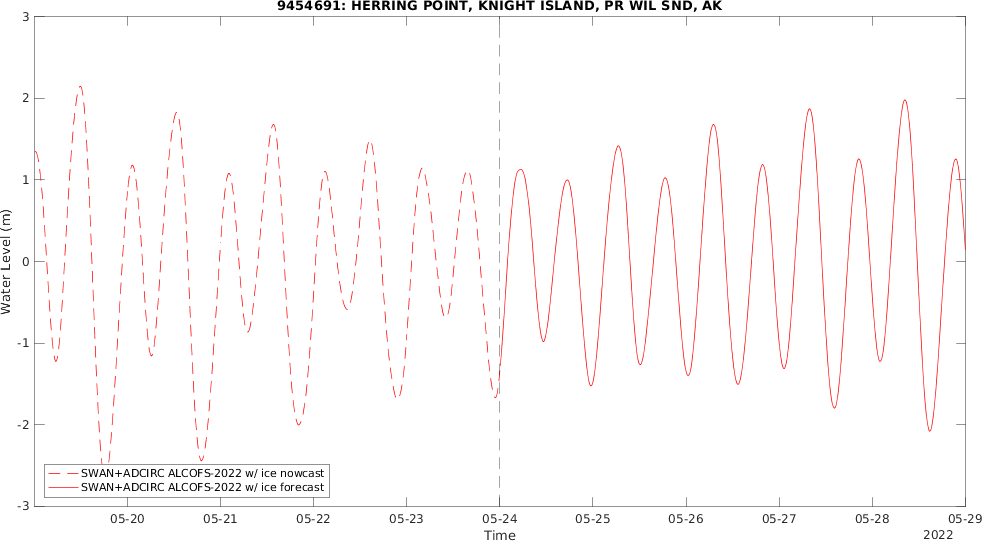 9454691: HERRING POINT, KNIGHT ISLAND, PR WIL SND, AK
Water Level (m)
3
2
1
0
-1
-2
-3
SWAN+ADCIRC ALCOFS-2022 w/ ice nowcast
SWAN+ADCIRC ALCOFS-2022 w/ ice forecast
05-20 05-21 05-22 05-23 05-24 05-25 05-26 05-27 05-28 05-29
Time
2022